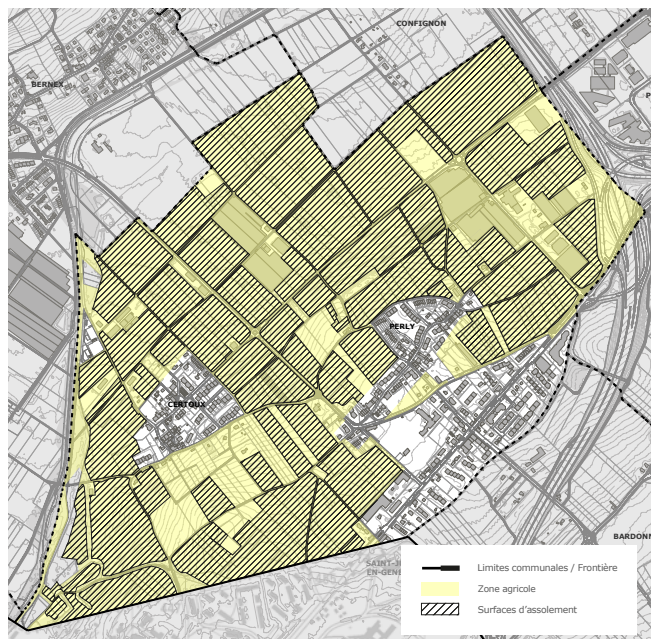 CONFIGNON
BERNEX
PERLY
CERTOUX
BARDONN
SAINT-J
EN-GENE
Limites communales / Frontière
Zone agricole
Surfaces d'assolement